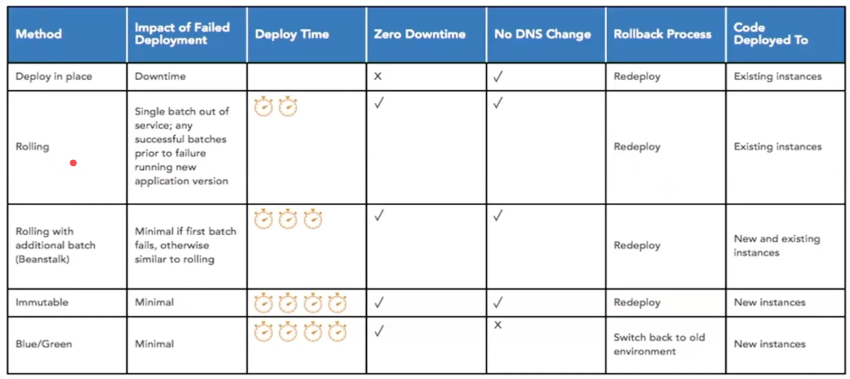 Method
Impact of Failed
Deployment
Deploy Time
Zero Downtime
No DNS Change
Rollback Process
Code
Deployed To
Deploy in place
Downtime
X
✓
Redeploy
Existing instances
Rolling
Single batch out of
service; any
successful batches
prior to failure
running new
application version
✓
✓
Redeploy
Existing instances
Rolling with
additional batch
(Beanstalk)
Minimal if first batch
fails, otherwise
similar to rolling
✓
✓
Redeploy
New and existing
instances
Immutable
Minimal
✓
✓
Redeploy
New instances
Blue/Green
Minimal
✓
X
Switch back to old
environment
New instances